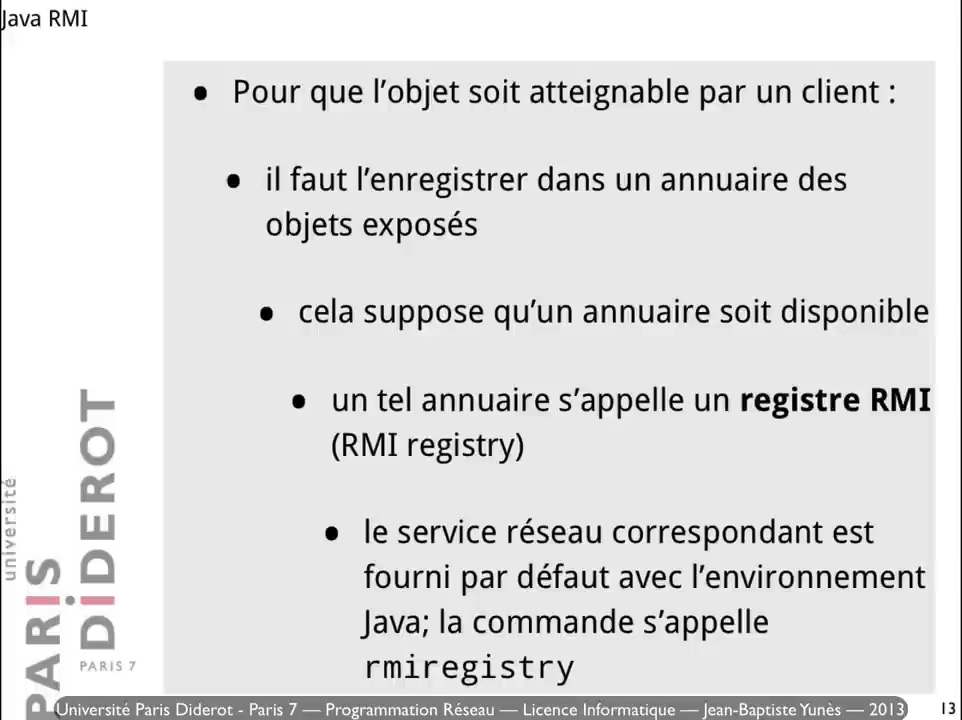 Java RMI
• Pour que l’objet soit atteignable par un client :
• il faut l’enregistrer dans un annuaire des
objets exposés
• cela suppose qu’un annuaire soit disponible
• un tel annuaire s’appelle un registre RMI
(RMI registry)
• le service réseau correspondant est
fourni par défaut avec l’environnement
Java; la commande s’appelle
rmiregistry
université
PARIS
DIDEROT
PARIS 7
Université Paris Diderot - Paris 7 — Programmation Réseau — Licence Informatique — Jean-Baptiste Yunès — 2013
13